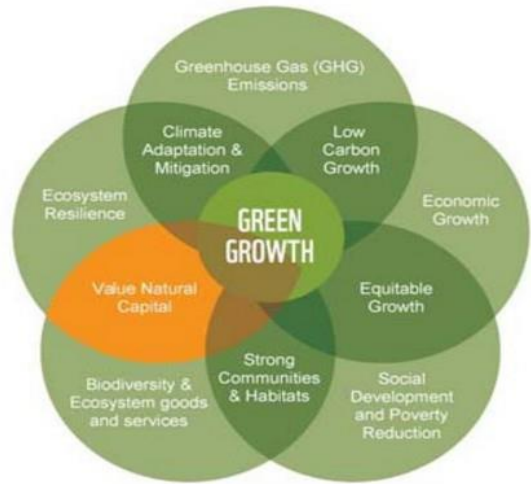 Greenhouse Gas (GHG)
Emissions
Climate
Adaptation &
Mitigation
Low
Carbon
Growth
Ecosystem
Resilience
Economic
Growth
GREEN
GROWTH
Value Natural
Capital
Equitable
Growth
Biodiversity &
Ecosystem goods
and services
Strong
Communities
& Habitats
Social
Development
and Poverty
Reduction